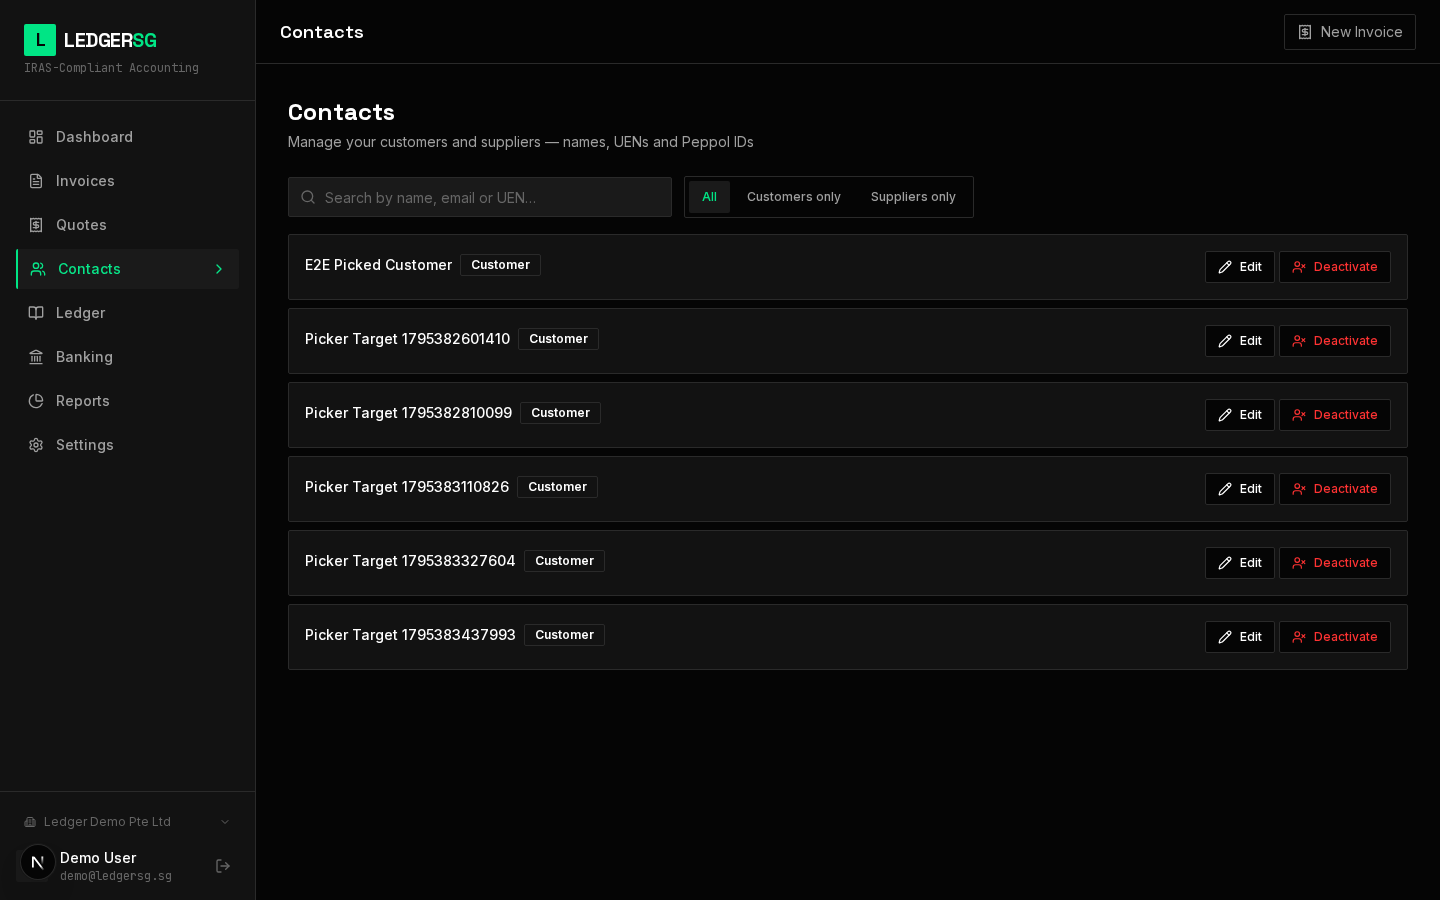 L LEDGERSG
IRAS-Compliant Accounting
Dashboard
Invoices
Quotes
Contacts
Ledger
Banking
Reports
Settings
Ledger Demo Pte Ltd
N
Demo User
demo@ledgersg.sg
Contacts
New Invoice
Contacts
Manage your customers and suppliers — names, UENs and Peppol IDs
Search by name, email or UEN...
All Customers only Suppliers only
E2E Picked Customer Customer Edit Deactivate
Picker Target 1795382601410 Customer Edit Deactivate
Picker Target 1795382810099 Customer Edit Deactivate
Picker Target 1795383110826 Customer Edit Deactivate
Picker Target 1795383327604 Customer Edit Deactivate
Picker Target 1795383437993 Customer Edit Deactivate